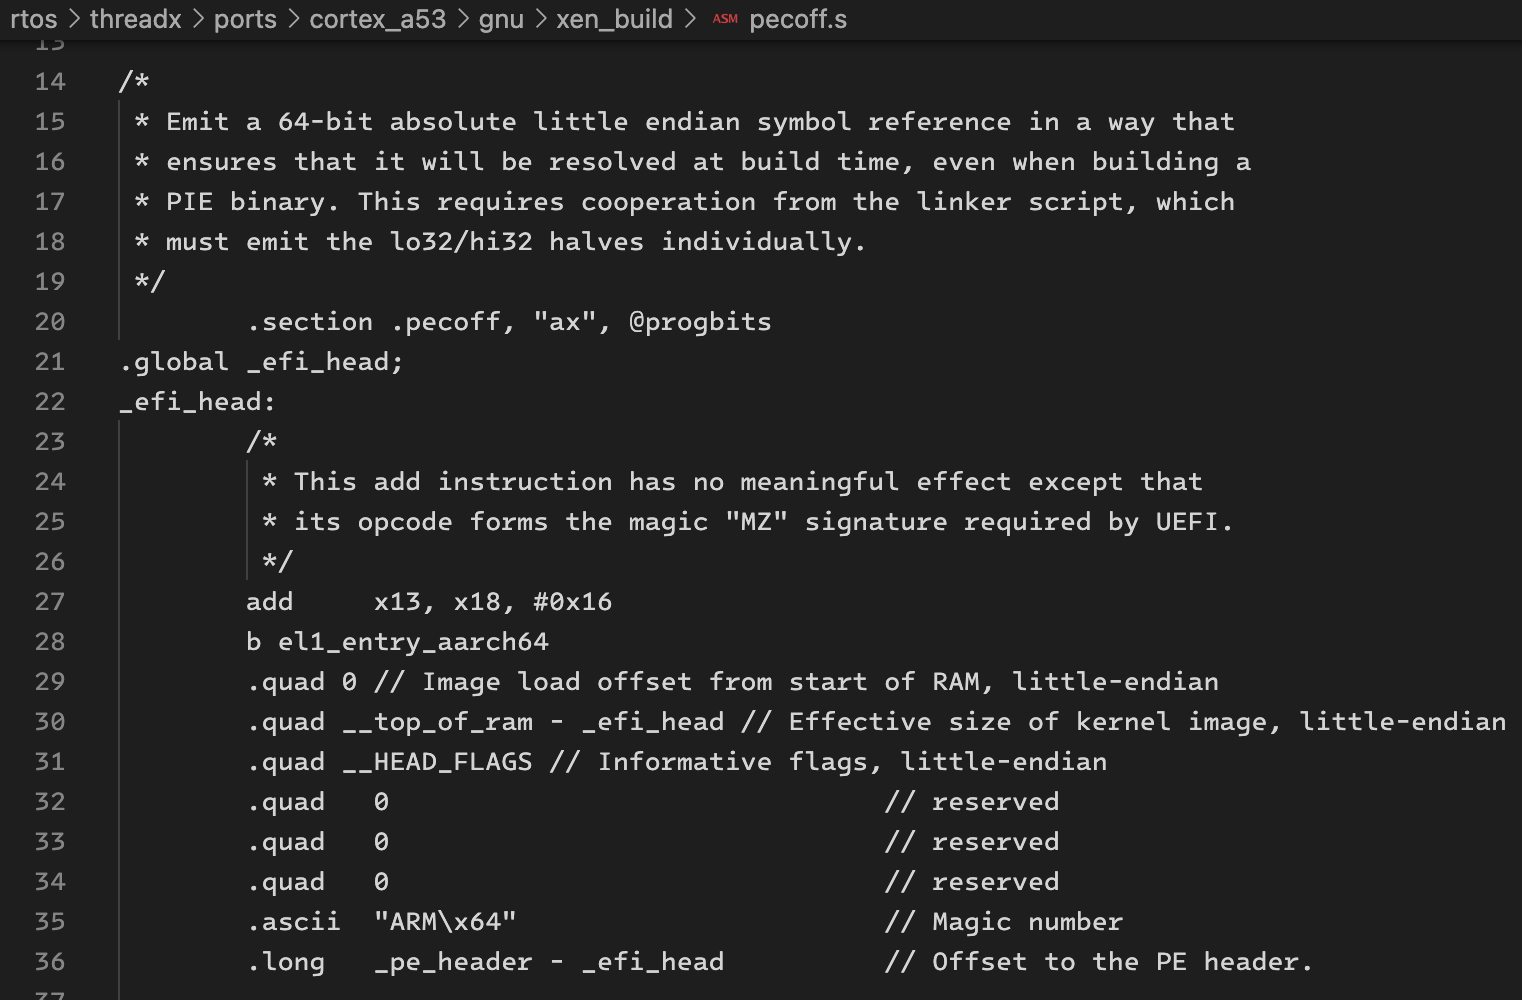 rtos > threadx > ports > cortex_a53 > gnu > xen_build > ASM pecoff.s
13
14 /*
15 * Emit a 64-bit absolute little endian symbol reference in a way that
16 * ensures that it will be resolved at build time, even when building a
17 * PIE binary. This requires cooperation from the linker script, which
18 * must emit the lo32/hi32 halves individually.
19 */
20 .section .pecoff, "ax", @progbits
21 .global _efi_head;
22 _efi_head:
23 /*
24 * This add instruction has no meaningful effect except that
25 * its opcode forms the magic "MZ" signature required by UEFI.
26 */
27 add x13, x18, #0x16
28 b el1_entry_aarch64
29 .quad 0 // Image load offset from start of RAM, little-endian
30 .quad __top_of_ram - _efi_head // Effective size of kernel image, little-endian
31 .quad __HEAD_FLAGS // Informative flags, little-endian
32 .quad 0 // reserved
33 .quad 0 // reserved
34 .quad 0 // reserved
35 .ascii "ARM\x64" // Magic number
36 .long _pe_header - _efi_head // Offset to the PE header.
37